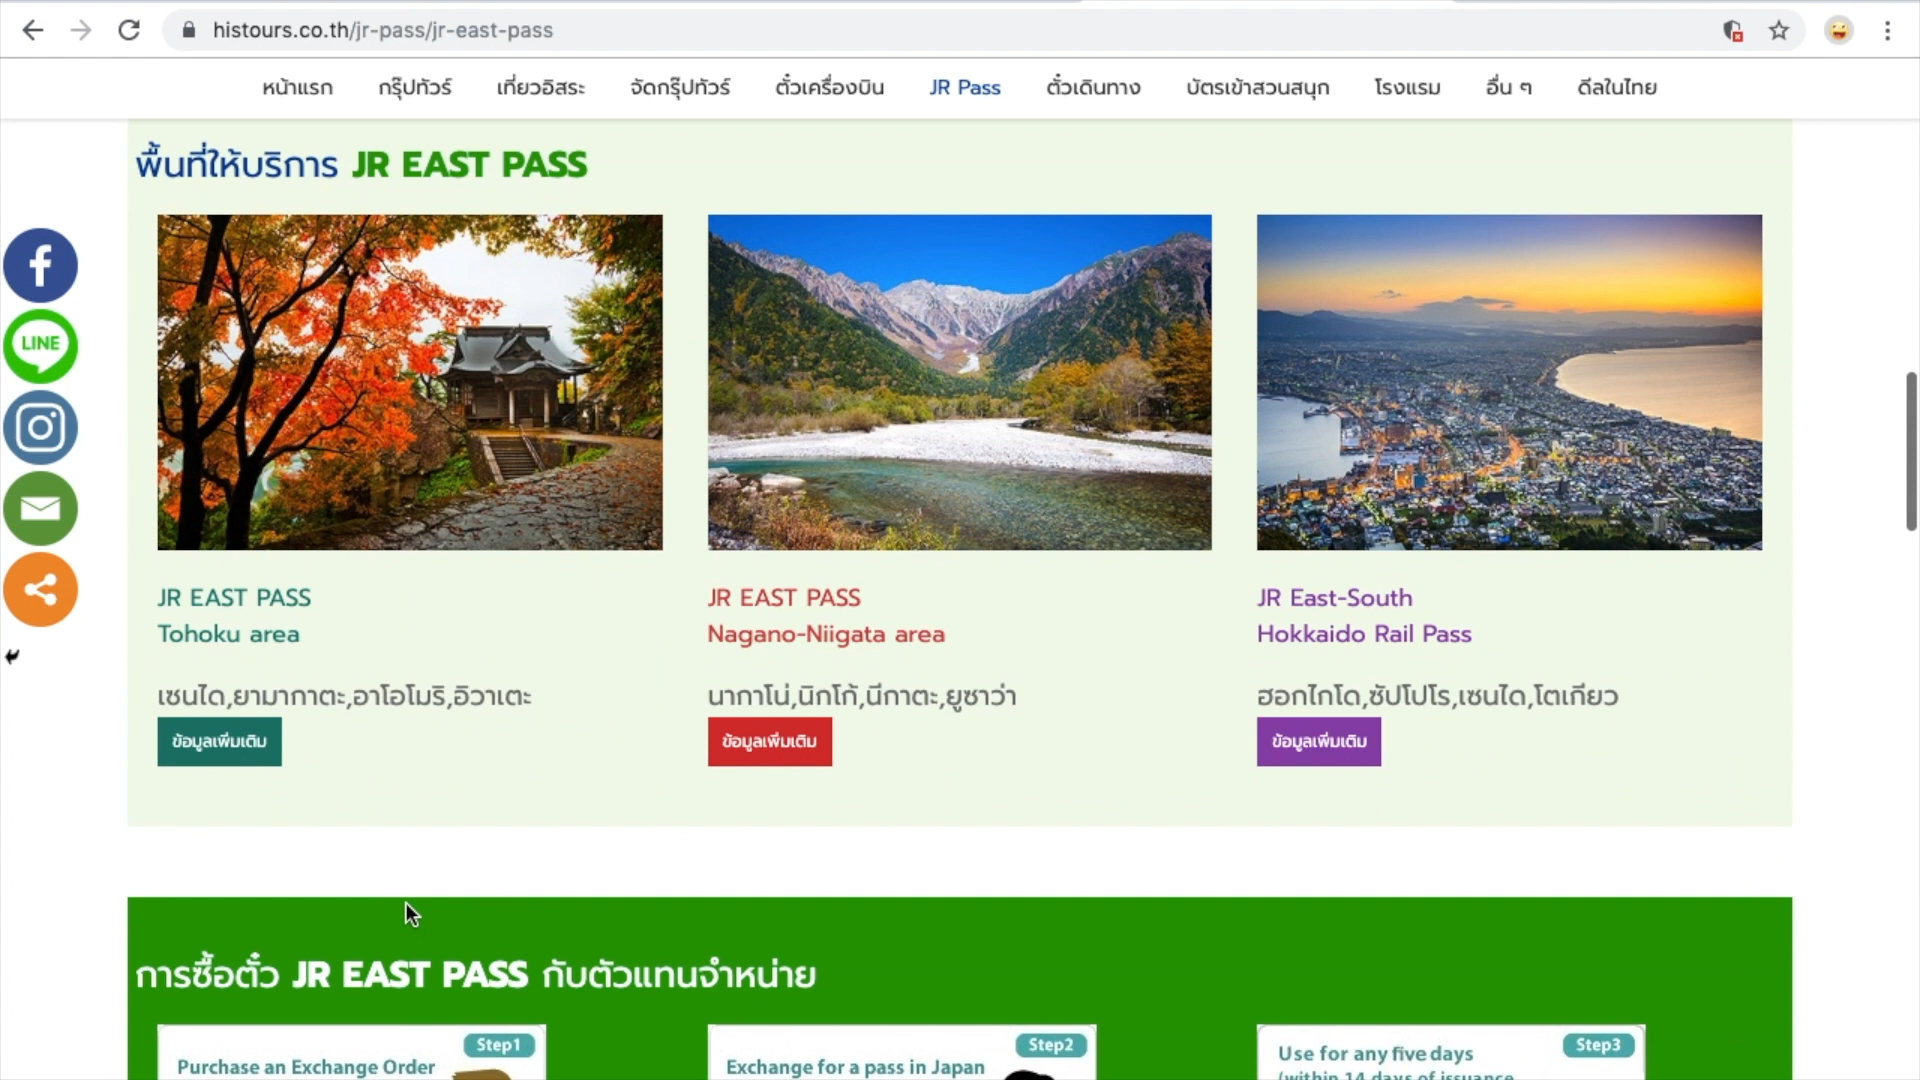 histours.co.th/jr-pass/jr-east-pass
หน้าแรก กรุ๊ปทัวร์ เที่ยวอิสระ จัดกรุ๊ปทัวร์ ตั๋วเครื่องบิน JR Pass ตั๋วเดินทาง บัตรเข้าสวนสนุก โรงแรม อื่น ๆ ดีลในไทย
พื้นที่ให้บริการ JR EAST PASS
LINE
JR EAST PASS
Tohoku area
เซนได,ยามากาตะ,อาโอโมริ,อิวาเตะ
ข้อมูลเพิ่มเติม
JR EAST PASS
Nagano-Niigata area
นากาโน่,นิกโก้,นีกาตะ,ยูซาว่า
ข้อมูลเพิ่มเติม
JR East-South
Hokkaido Rail Pass
ฮอกไกโด,ซัปโปโร,เซนได,โตเกียว
ข้อมูลเพิ่มเติม
การซื้อตั๋ว JR EAST PASS กับตัวแทนจำหน่าย
Step1
Purchase an Exchange Order
Step2
Exchange for a pass in Japan
Step3
Use for any five days
(within 14 days of issuance